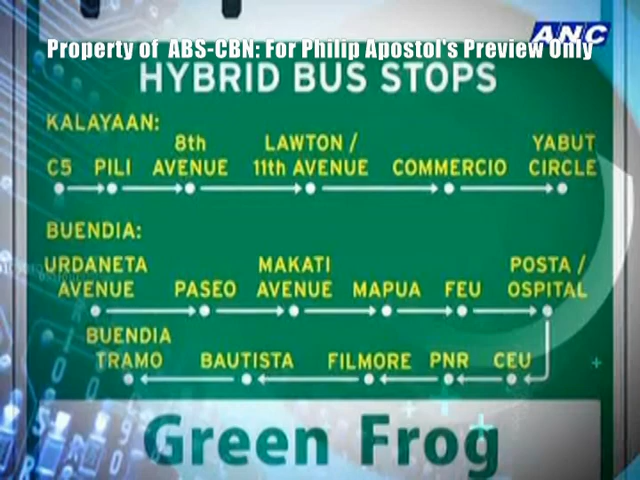 ANC
Property of ABS-CBN: For Philip Apostol's Preview Only
HYBRID BUS STOPS
KALAYAAN:
C5 PILI 8th AVENUE LAWTON / 11th AVENUE COMMERCIO YABUT CIRCLE
BUENDIA:
URDANETA AVENUE PASEO MAKATI AVENUE MAPUA FEU POSTA / OSPITAL
BUENDIA TRAMO BAUTISTA FILMORE PNR CEU
Green Frog